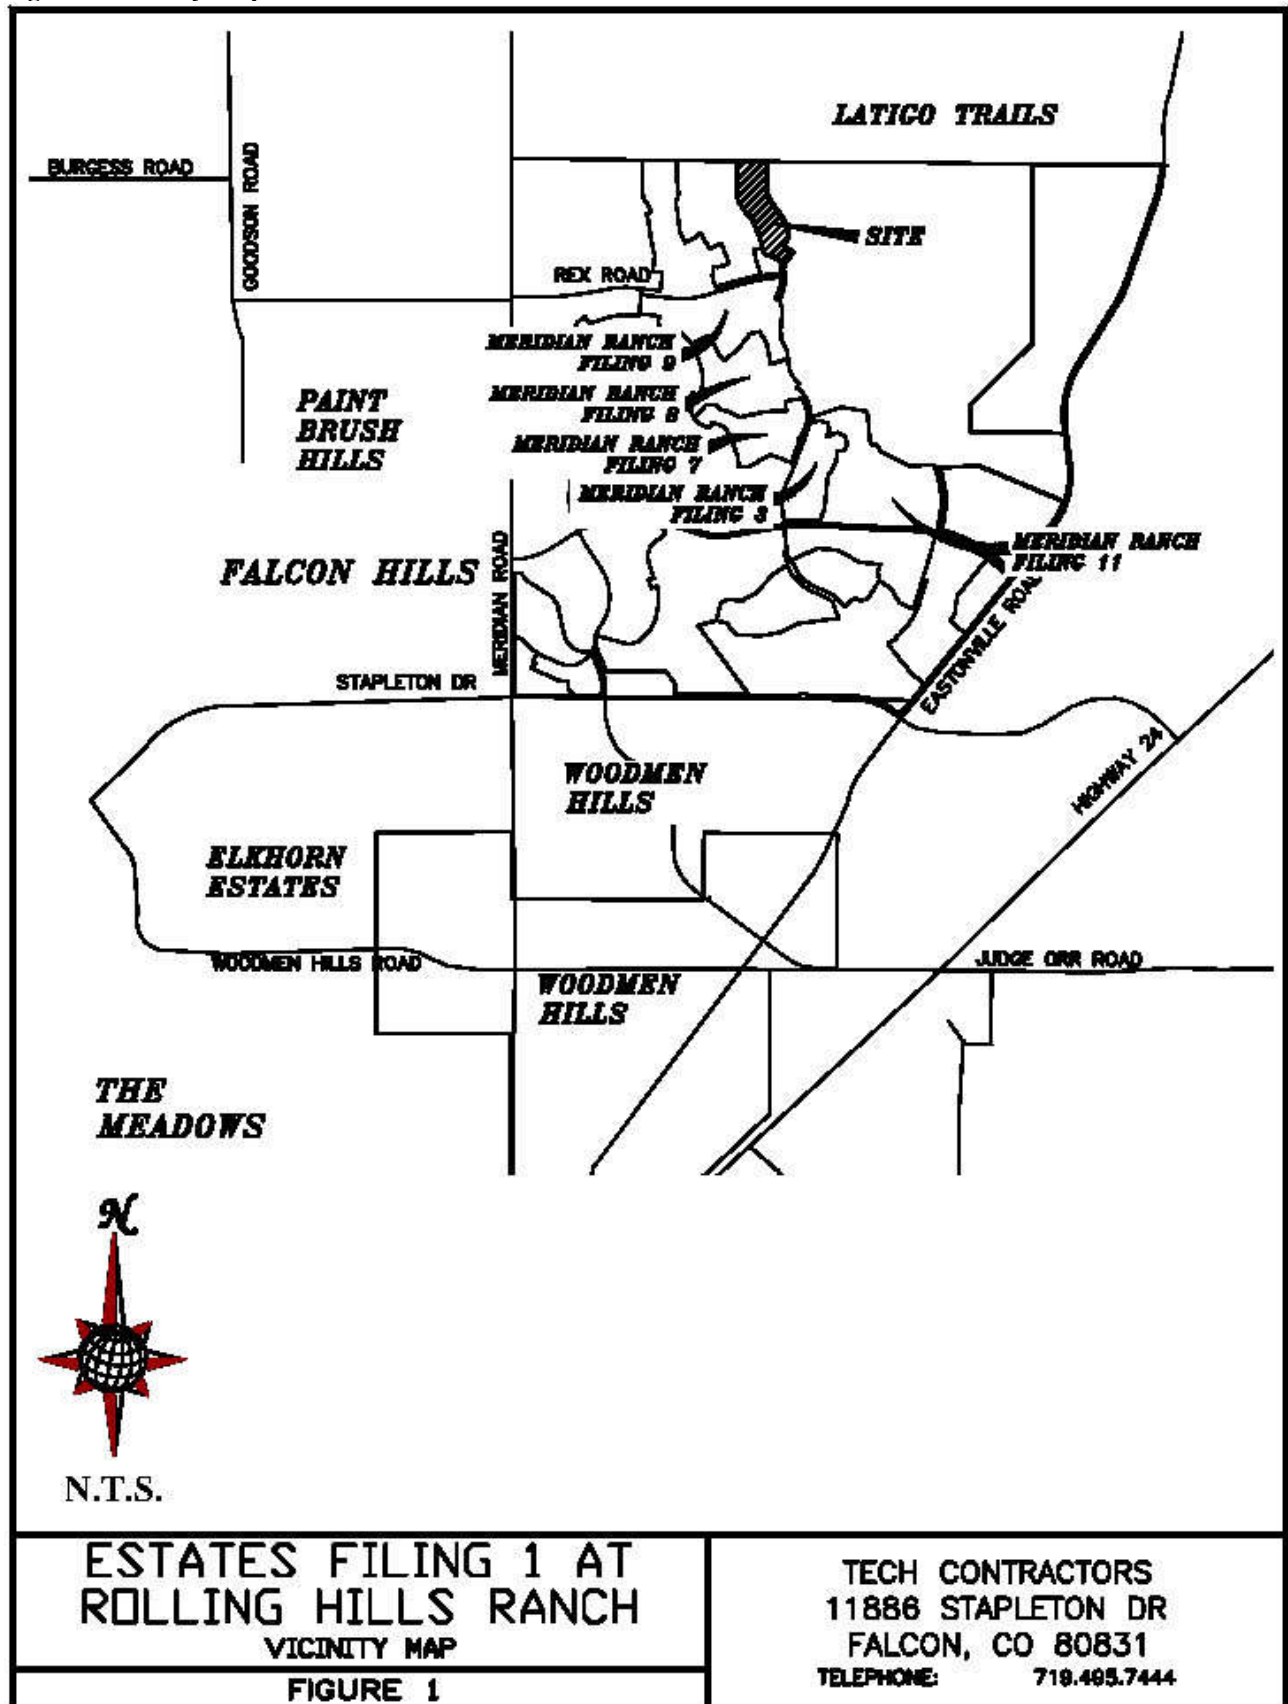 LATIGO TRAILS
BURGESS ROAD
GOODSON ROAD
SITE
REX ROAD
MERIDIAN RANCH
FILING 9
PAINT
BRUSH
HILLS
MERIDIAN RANCH
FILING 8
MERIDIAN RANCH
FILING 7
MERIDIAN RANCH
FILING 3
MERIDIAN RANCH
FILING 11
FALCON HILLS
MERIDIAN ROAD
EASTONVILLE ROAD
STAPLETON DR
HIGHWAY 24
WOODMEN
HILLS
ELKHORN
ESTATES
WOODMEN HILLS ROAD
JUDGE ORR ROAD
WOODMEN
HILLS
THE
MEADOWS
N
N.T.S.
ESTATES FILING 1 AT
ROLLING HILLS RANCH
VICINITY MAP
FIGURE 1
TECH CONTRACTORS
11886 STAPLETON DR
FALCON, CO 80831
TELEPHONE: 719.495.7444